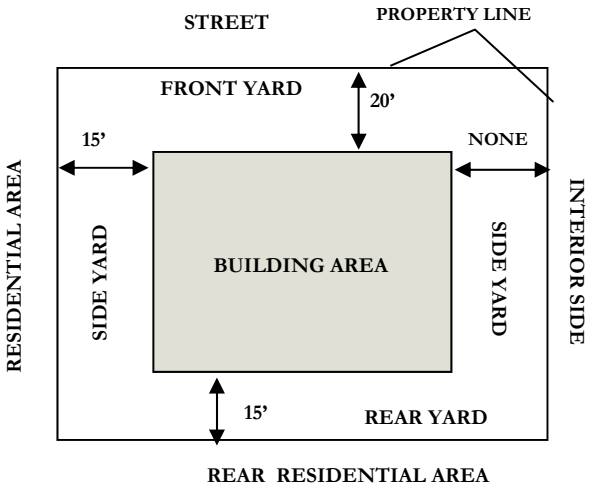 STREET
PROPERTY LINE
FRONT YARD
20’
15’
NONE
RESIDENTIAL AREA
SIDE YARD
BUILDING AREA
SIDE YARD
INTERIOR SIDE
15’
REAR YARD
REAR RESIDENTIAL AREA